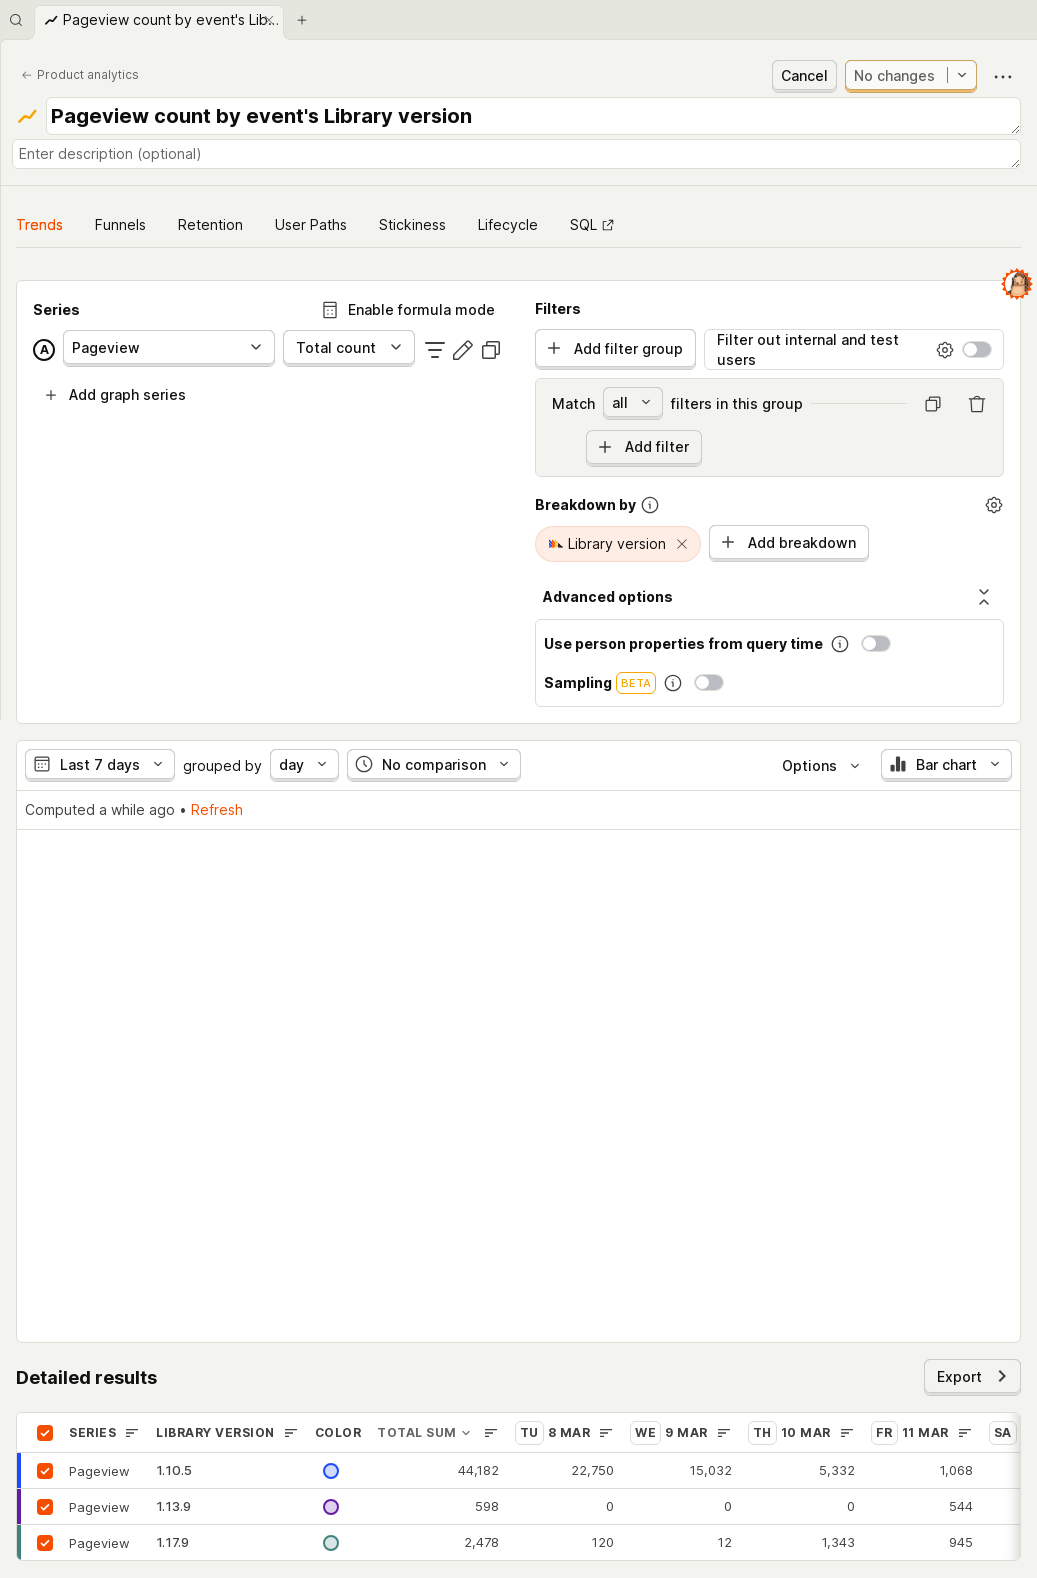 Pageview count by event's Lib...
Product analytics
Cancel
No changes
Pageview count by event's Library version
Enter description (optional)
Trends Funnels Retention User Paths Stickiness Lifecycle SQL
Series
Enable formula mode
A Pageview Total count
Add graph series
Filters
Add filter group
Filter out internal and test
users
Match all filters in this group
Add filter
Breakdown by
Library version
Add breakdown
Advanced options
Use person properties from query time
Sampling BETA
Last 7 days grouped by day No comparison Options Bar chart
Computed a while ago • Refresh
Detailed results
Export
SERIES LIBRARY VERSION COLOR TOTAL SUM TU 8 MAR WE 9 MAR TH 10 MAR FR 11 MAR SA
Pageview 1.10.5 44,182 22,750 15,032 5,332 1,068
Pageview 1.13.9 598 0 0 0 544
Pageview 1.17.9 2,478 120 12 1,343 945